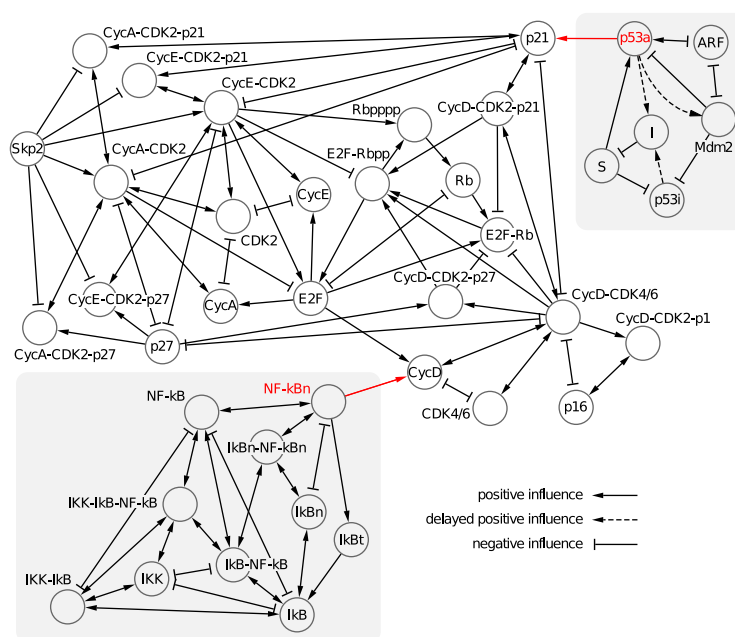 CycA-CDK2-p21
p21
p53a
ARF
CycE-CDK2-p21
CycE-CDK2
Rbpppp
CycD-CDK2-p21
I
Mdm2
Skp2
CycA-CDK2
E2F-Rbpp
Rb
S
p53i
CycE
CDK2
E2F-Rb
CycD-CDK2-p27
CycD-CDK4/6
CycE-CDK2-p27
CycA
E2F
CycD-CDK2-p1
CycA-CDK2-p27
p27
CycD
NF-kB
NF-kBn
CDK4/6
p16
IkBn-NF-kBn
IKK-IkB-NF-kB
IkBn
IkBt
IKK-IkB
IKK
IkB-NF-kB
IkB
positive influence
delayed positive influence
negative influence